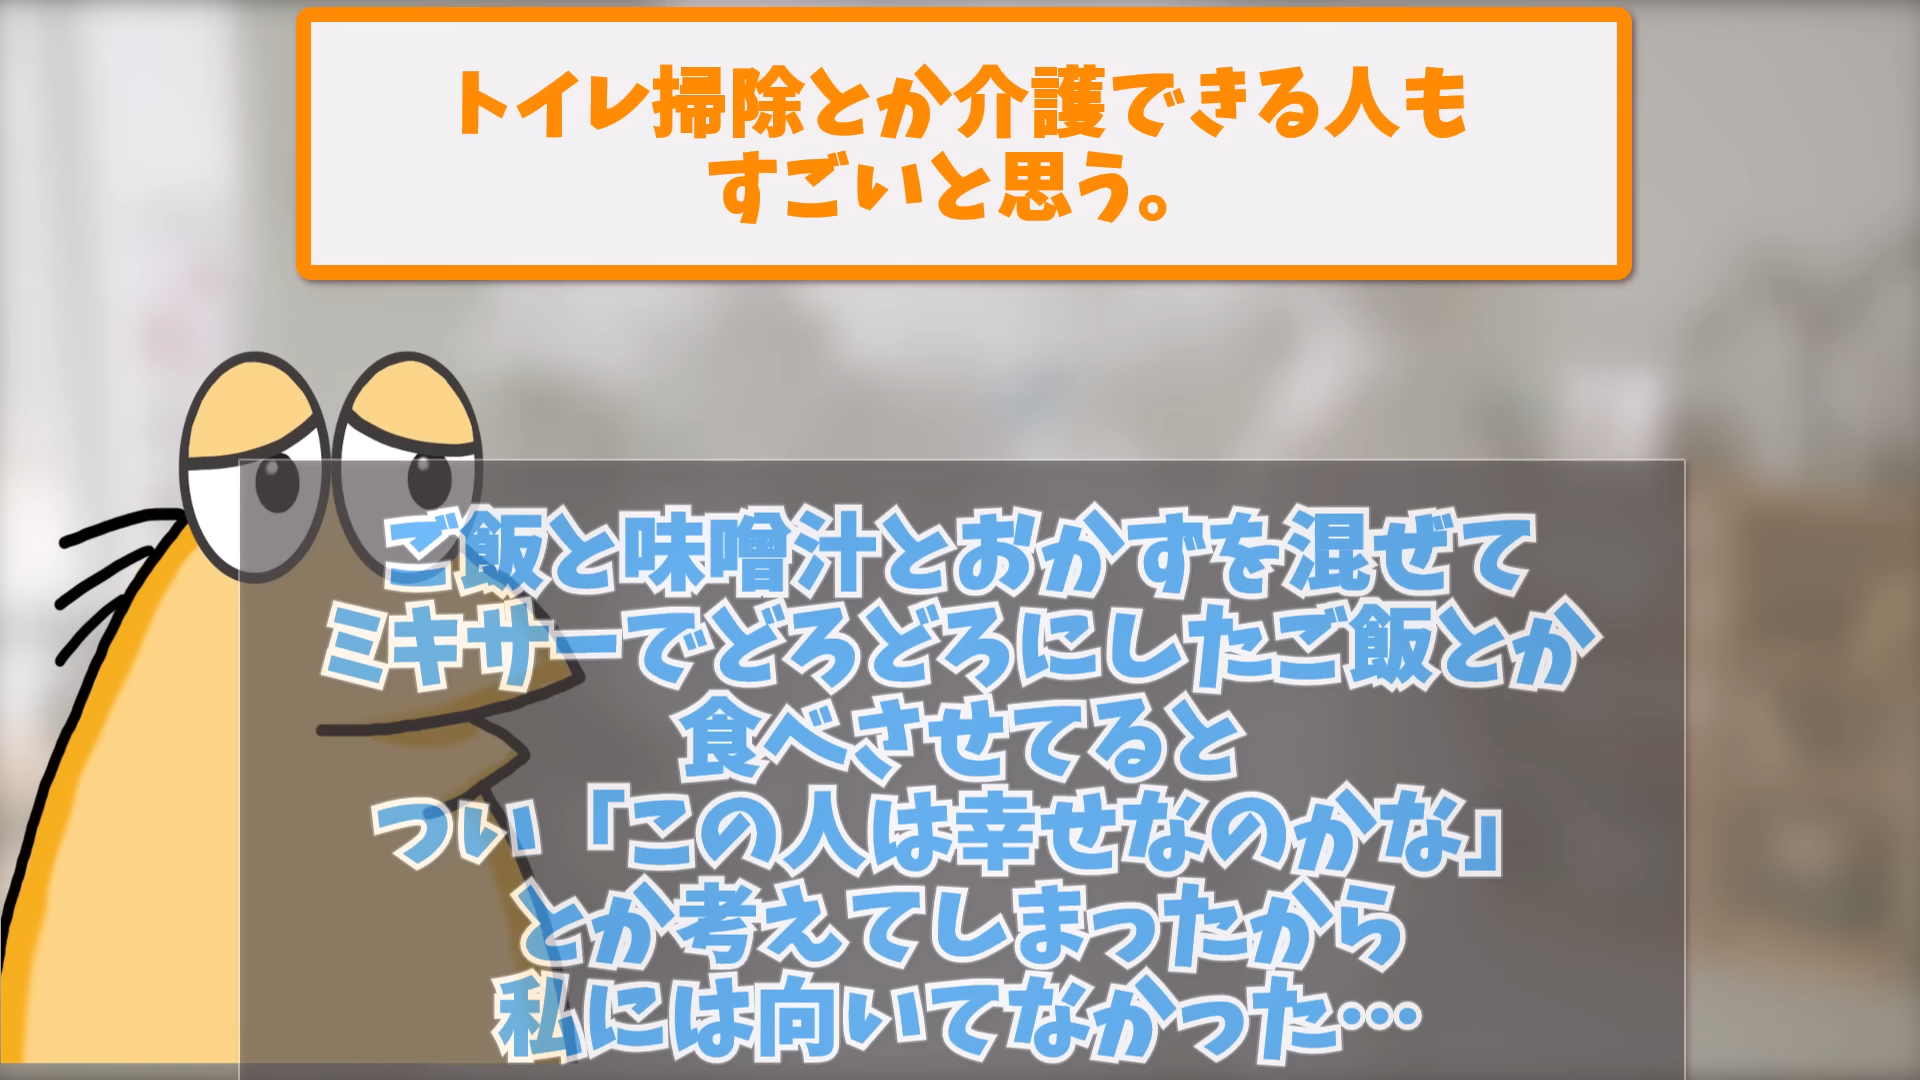 トイレ掃除とか介護できる人も
すごいと思う。
ご飯と味噌汁とおかずを混ぜて
ミキサーでどろどろにしたご飯とか
食べさせてると
つい「この人は幸せなのかな」
とか考えてしまったから
私には向いてなかった…